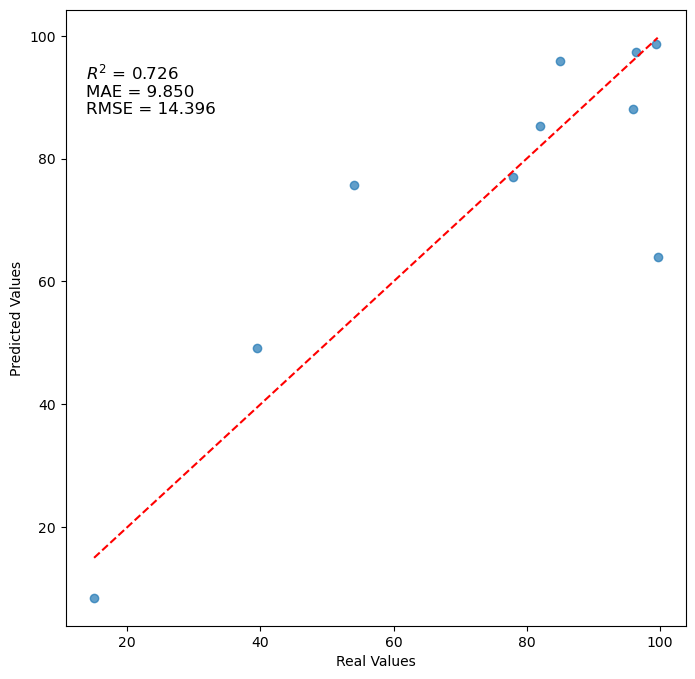 100
80
60
40
20
R² = 0.726
MAE = 9.850
RMSE = 14.396
Predicted Values
20 40 60 80 100
Real Values